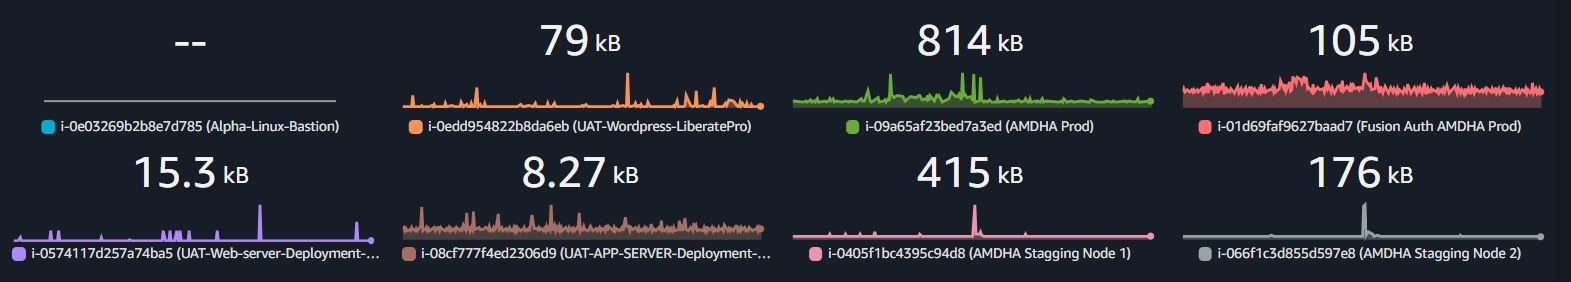 --
79 kB
814 kB
105 kB
i-0e03269b2b8e7d785 (Alpha-Linux-Bastion)
i-0edd954822b8da6eb (UAT-Wordpress-LiberatePro)
i-09a65af23bed7a3ed (AMDHA Prod)
i-01d69faf9627baad7 (Fusion Auth AMDHA Prod)
15.3 kB
8.27 kB
415 kB
176 kB
i-0574117d257a74ba5 (UAT-Web-server-Deployment-...
i-08cf777f4ed2306d9 (UAT-APP-SERVER-Deployment-...
i-0405f1bc4395c94d8 (AMDHA Staging Node 1)
i-066f1c3d855d597e8 (AMDHA Staging Node 2)